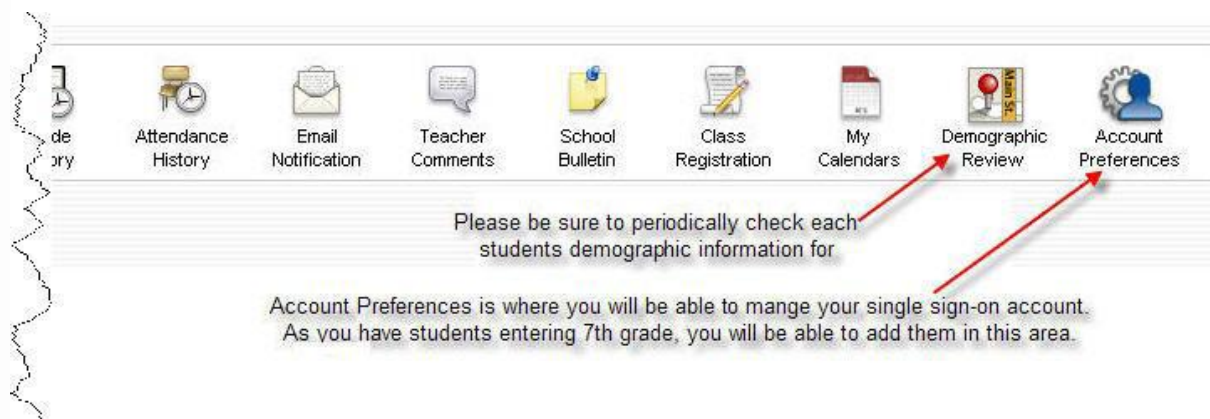 Attendance History
Email Notification
Teacher Comments
School Bulletin
Class Registration
My Calendars
Main St.
Demographic Review
Account Preferences
Please be sure to periodically check each
students demographic information for
Account Preferences is where you will be able to mange your single sign-on account.
As you have students entering 7th grade, you will be able to add them in this area.